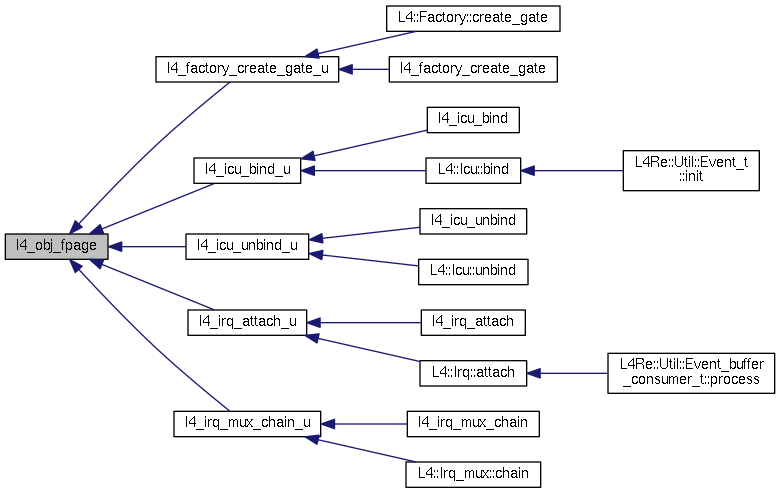 L4::Factory::create_gate
l4_factory_create_gate_u
l4_factory_create_gate
l4_icu_bind
l4_icu_bind_u
L4::Icu::bind
L4Re::Util::Event_t
::init
l4_icu_unbind
l4_obj_fpage
l4_icu_unbind_u
L4::Icu::unbind
l4_irq_attach_u
l4_irq_attach
L4::Irq::attach
L4Re::Util::Event_buffer
_consumer_t::process
l4_irq_mux_chain_u
l4_irq_mux_chain
L4::Irq_mux::chain